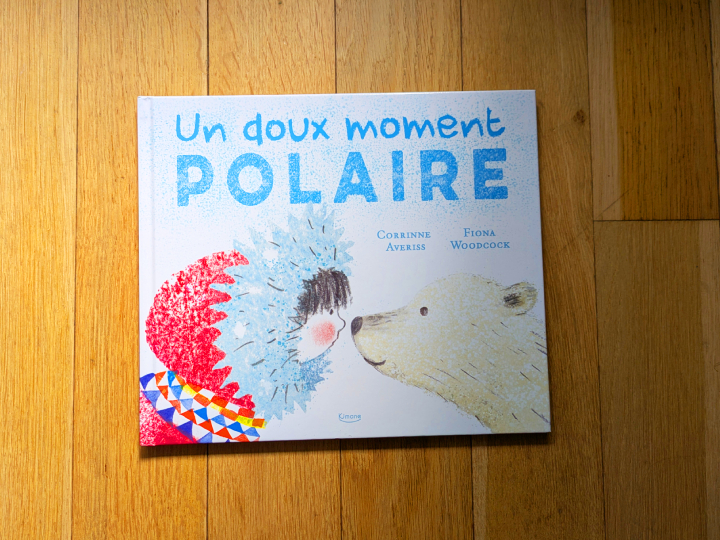 Un doux moment
POLAIRE
CORRINNE
AVERISS
FIONA
WOODCOCK
Kimane